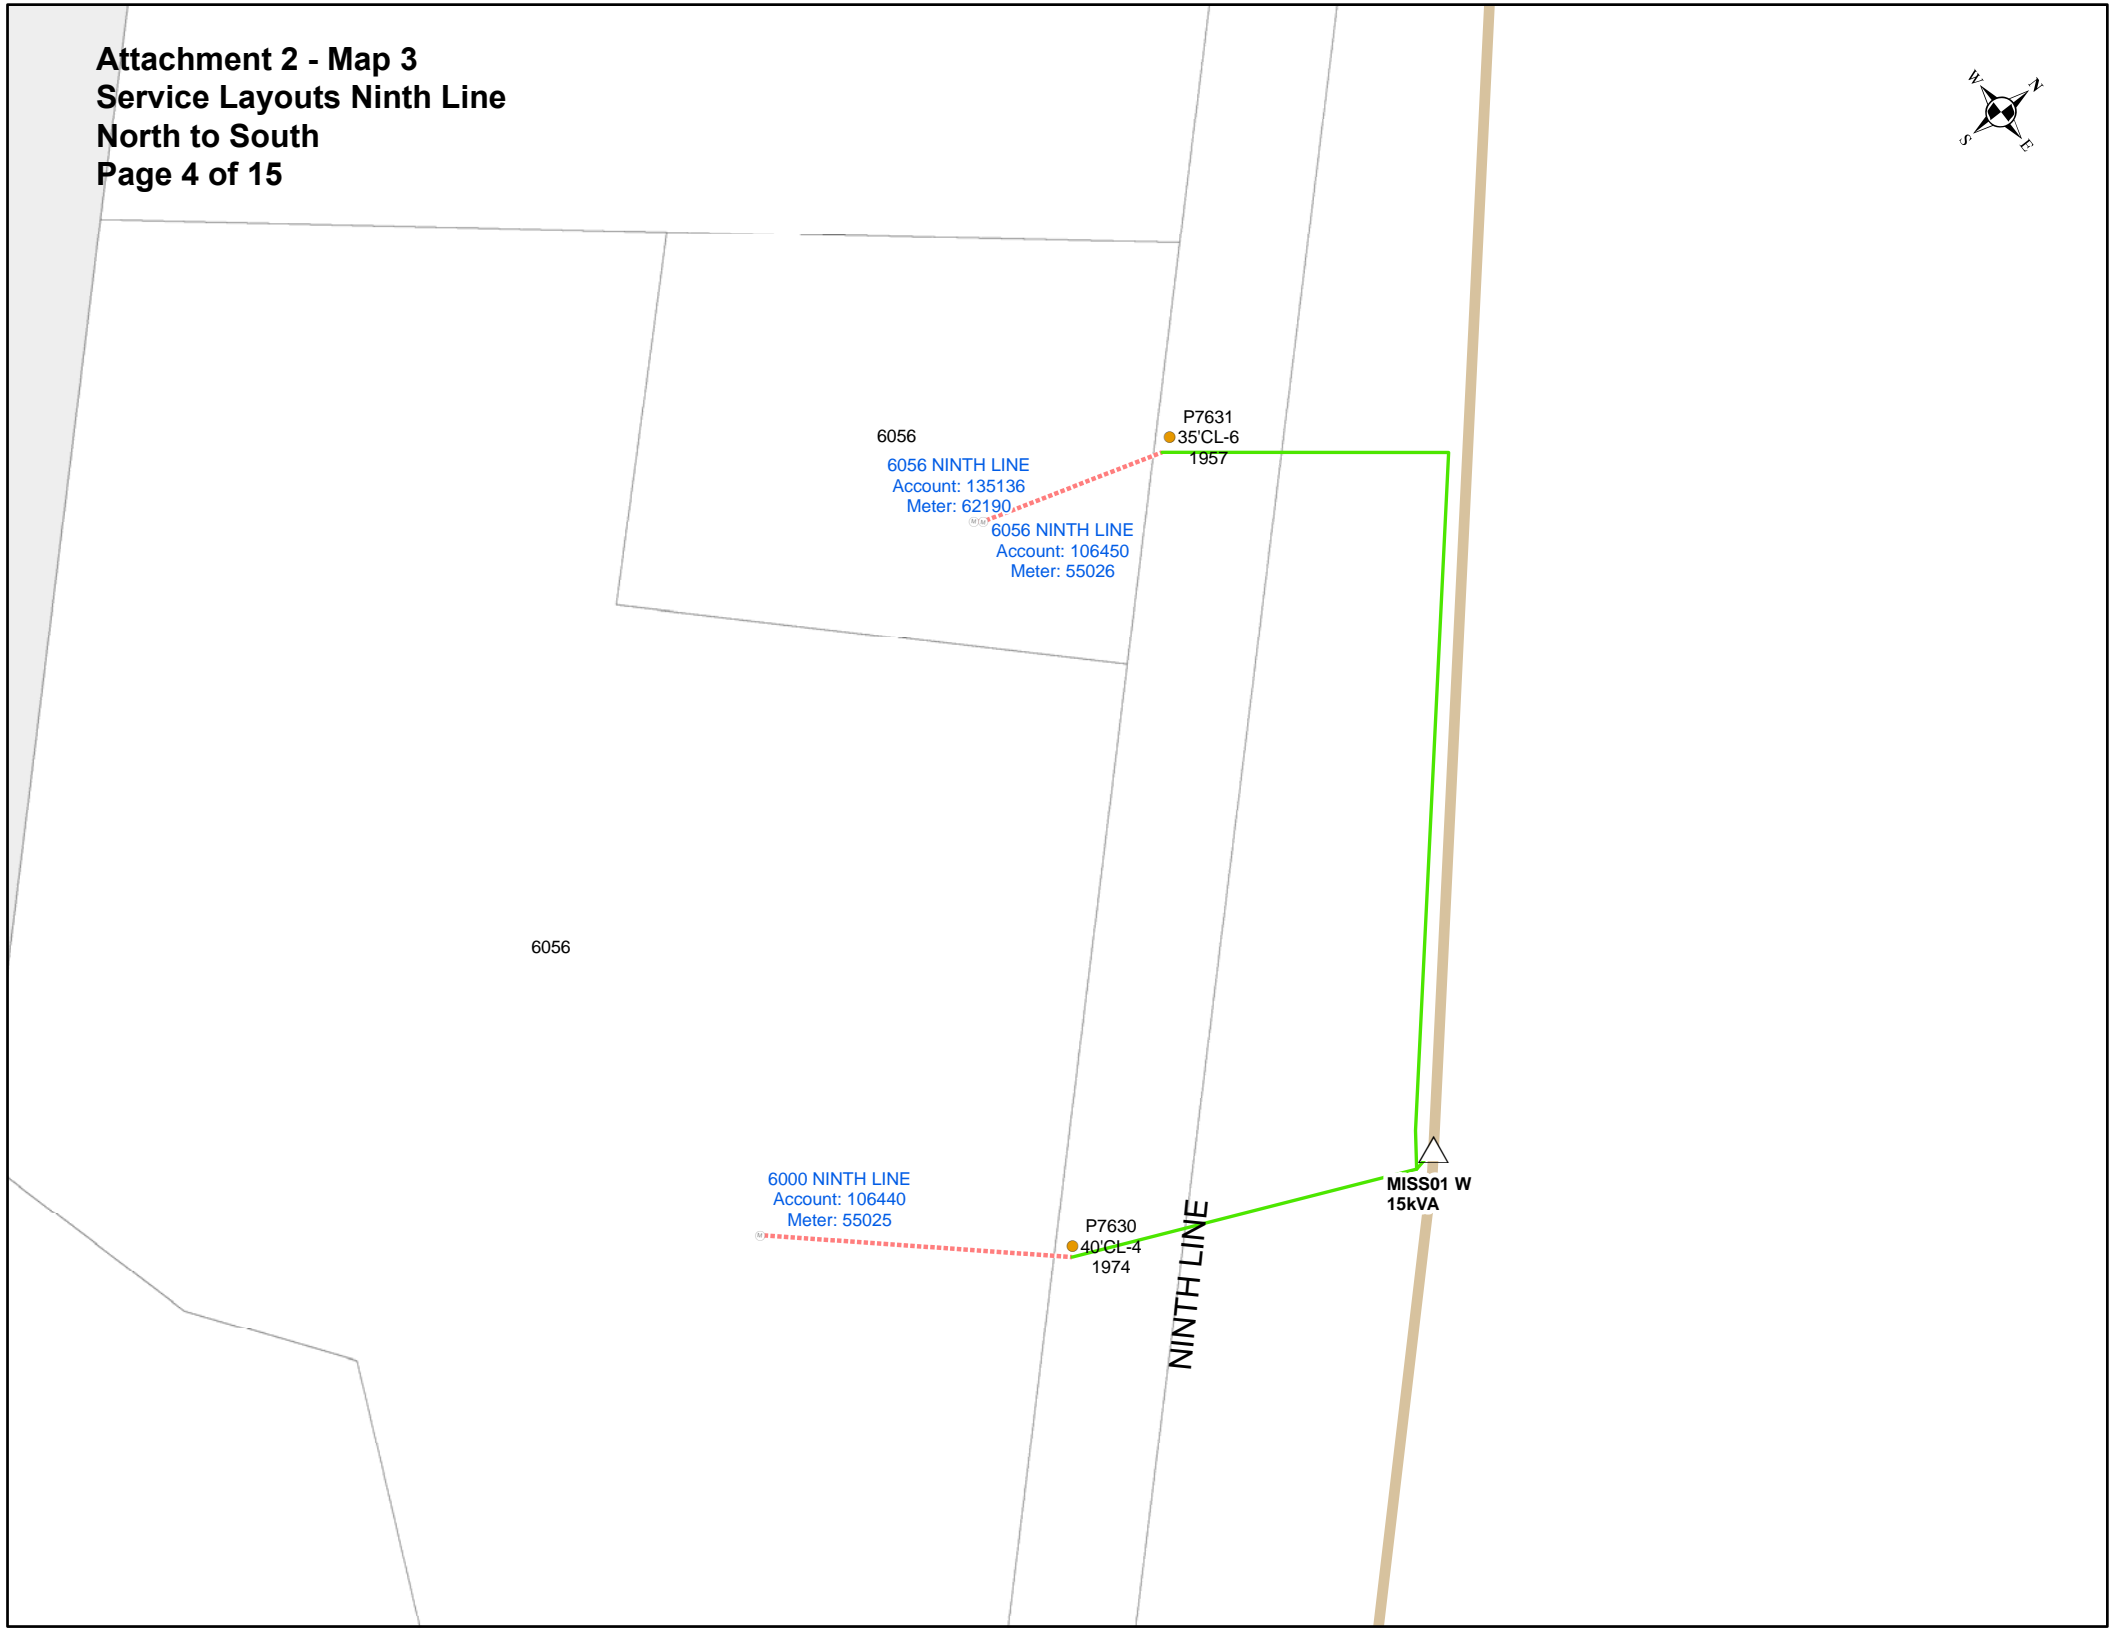 Attachment 2 - Map 3
Service Layouts Ninth Line
North to South
Page 4 of 15
W
N
S
E
P7631
35'CL-6
1957
6056
6056 NINTH LINE
Account: 135136
Meter: 62190
M M
6056 NINTH LINE
Account: 106450
Meter: 55026
6056
6000 NINTH LINE
Account: 106440
Meter: 55025
M
P7630
40'CL-4
1974
NINTH LINE
MISS01 W
15kVA